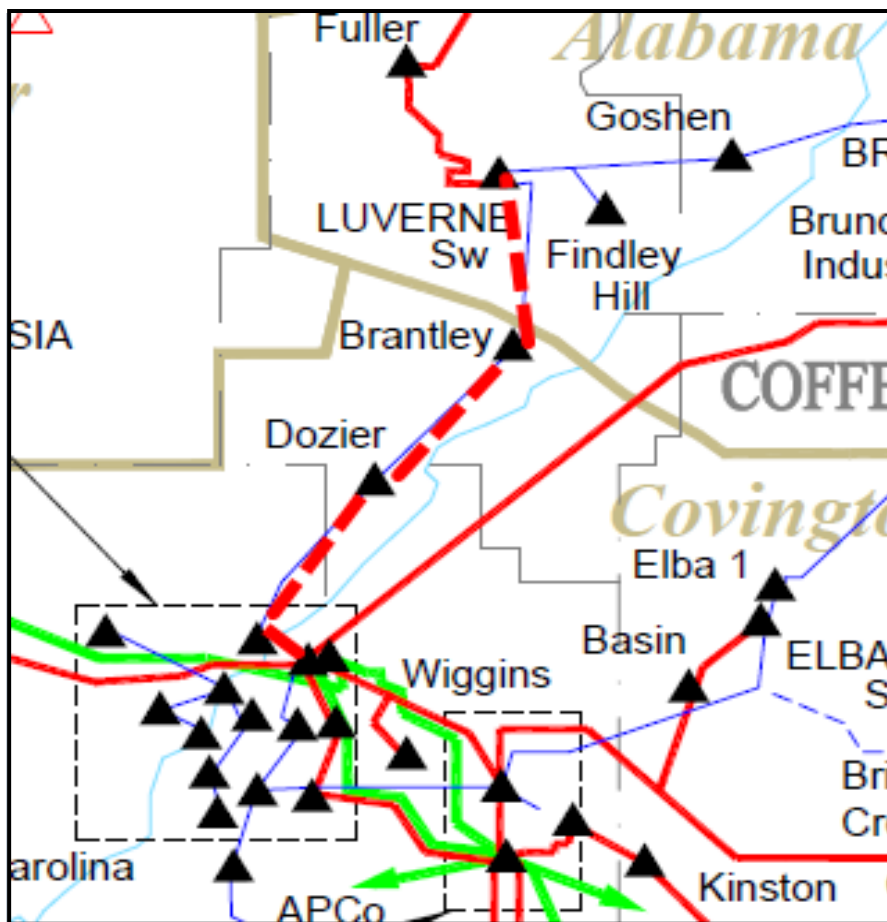 Fuller
Alabama
r
Goshen
BR
LUVERNE
Sw
Findley
Hill
Brund
Indus
SIA
Brantley
COFFE
Dozier
Covingto
Elba 1
Basin
ELBA
S
Wiggins
Bri
Cr
arolina
APCo
Kinston